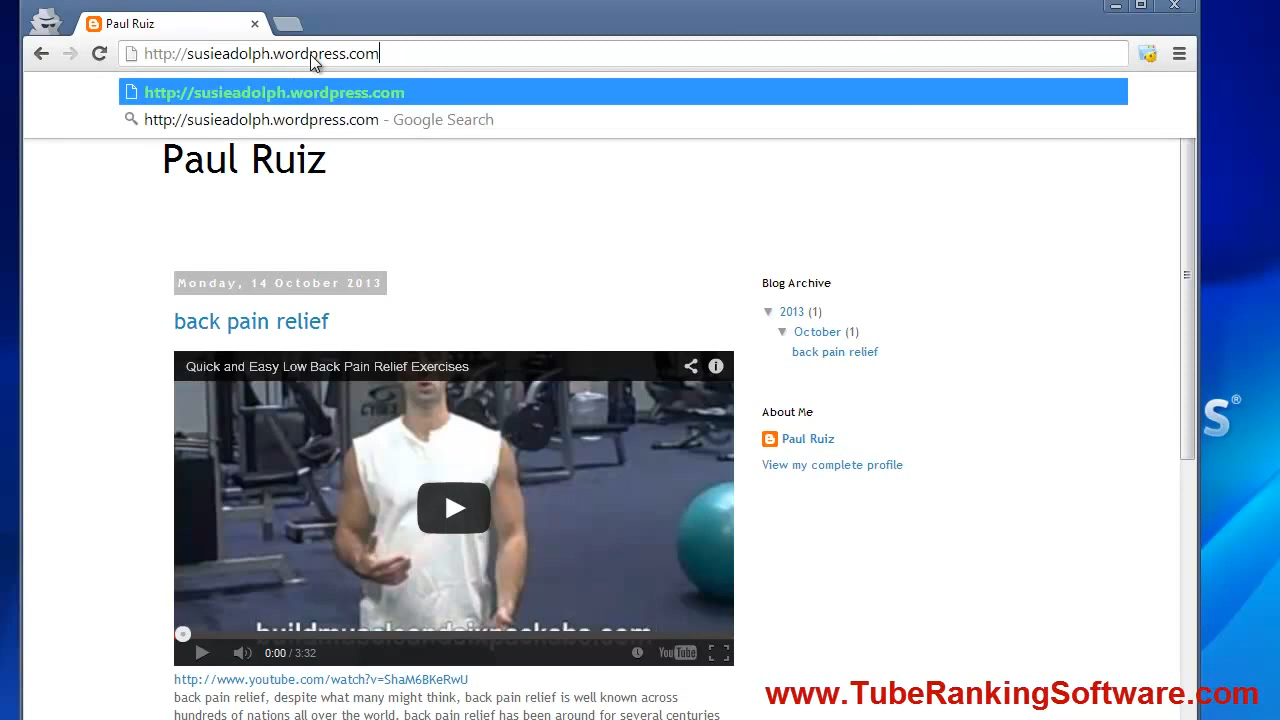 Paul Ruiz
http://susieadolph.wordpress.com
http://susieadolph.wordpress.com
http://susieadolph.wordpress.com - Google Search
Paul Ruiz
Monday, 14 October 2013
back pain relief
Quick and Easy Low Back Pain Relief Exercises
buildmuscleandsixpackabs.com
0:00 / 3:32
YouTube
http://www.youtube.com/watch?v=ShaM6BKeRwU
back pain relief, despite what many might think, back pain relief is well known across
hundreds of nations all over the world. back pain relief has been around for several centuries
Blog Archive
▼ 2013 (1)
▼ October (1)
back pain relief
About Me
Paul Ruiz
View my complete profile
S®
www.TubeRankingSoftware.com